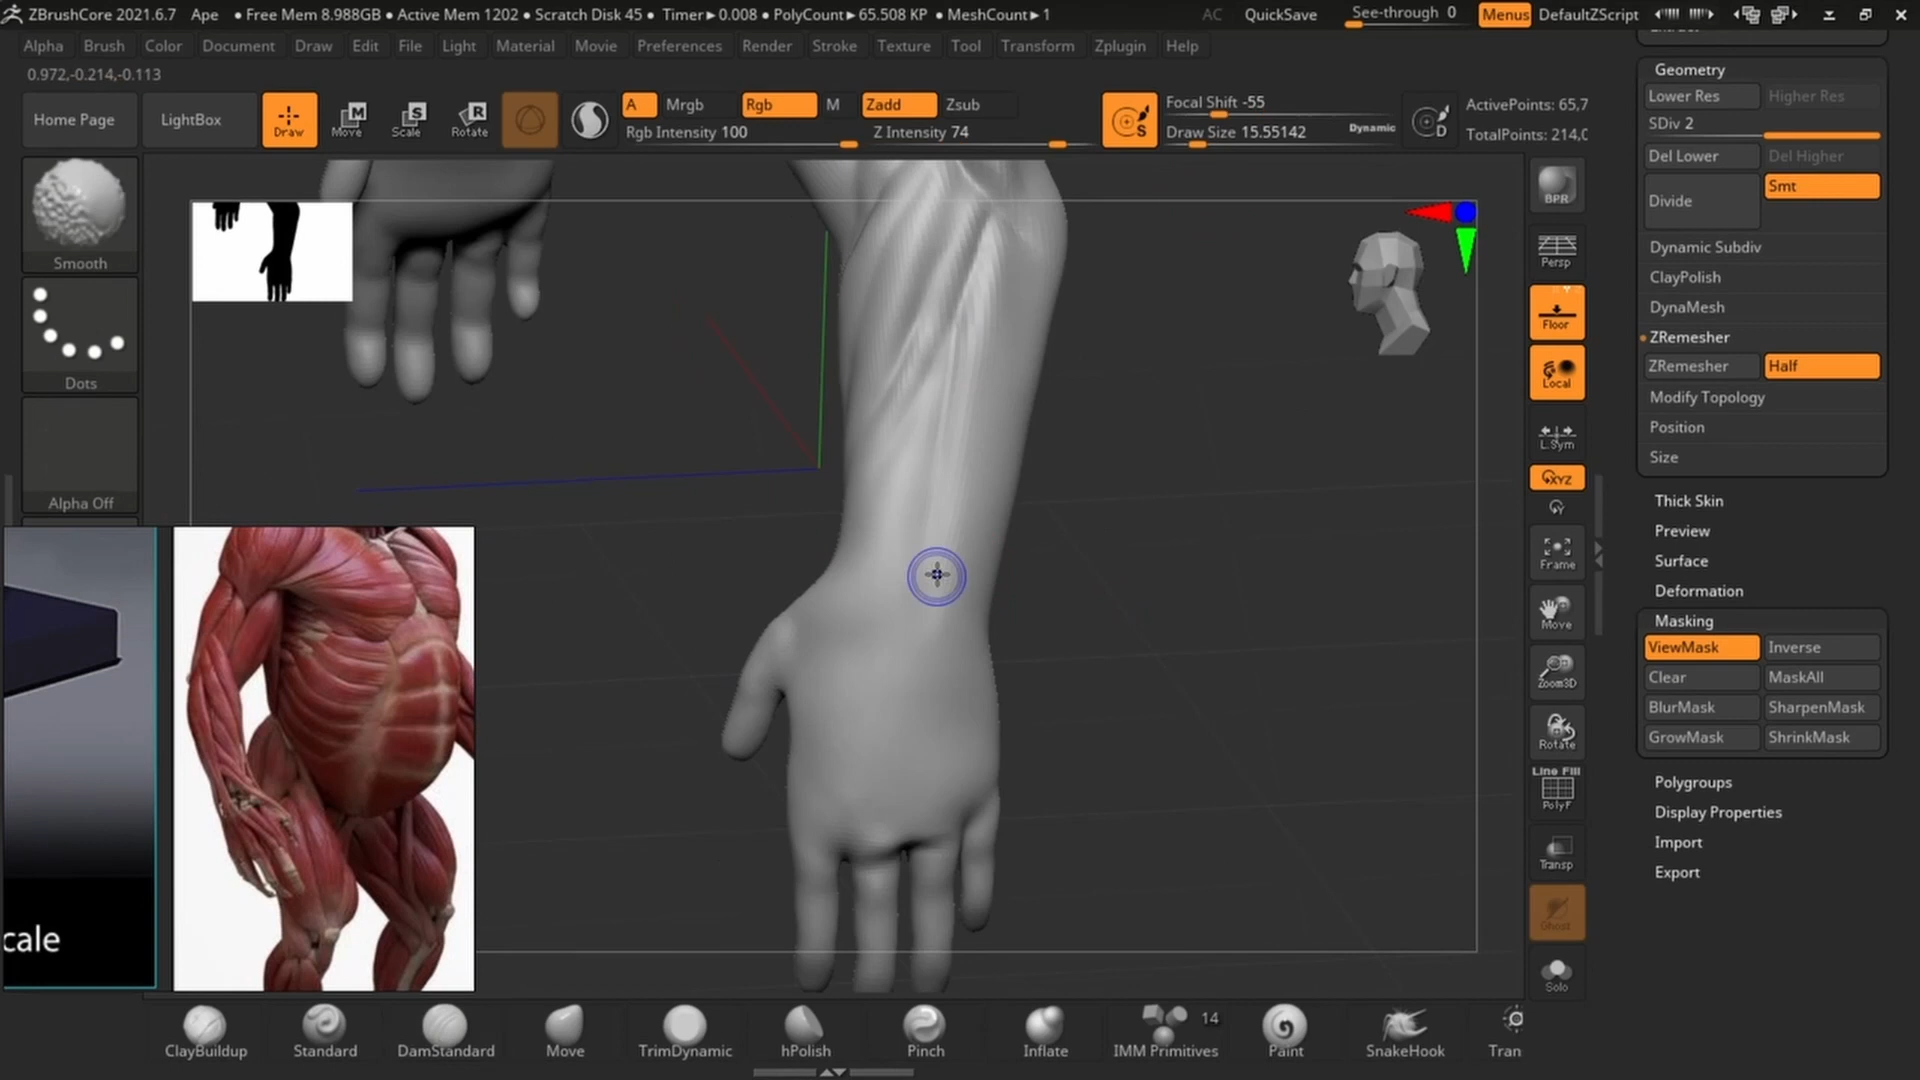 ZBrushCore 2021.6.7 Ape • Free Mem 8.988GB • Active Mem 1202 • Scratch Disk 45 • Timer▶0.008 • PolyCount▶65.508 KP • MeshCount▶1 AC QuickSave See-through 0 Menus DefaultZScript
Alpha Brush Color Document Draw Edit File Light Material Movie Preferences Render Stroke Texture Tool Transform Zplugin Help
0.972,-0.214,-0.113
Home Page LightBox Draw Move Scale Rotate
M S R
A Mrgb Rgb M Zadd Zsub
Rgb Intensity 100 Z Intensity 74
S Focal Shift -55
Draw Size 15.55142 Dynamic D
ActivePoints: 65,7
TotalPoints: 214,0
Smooth
Dots
Alpha Off
cale
BPR
Persp
Floor
Local
L.Sym
XYZ
Y
Frame
Move
Zoom3D
Rotate
Line Fill
PolyF
Transp
Ghost
Solo
Geometry
Lower Res Higher Res
SDiv 2
Del Lower Del Higher
Divide Smt
Dynamic Subdiv
ClayPolish
DynaMesh
ZRemesher
ZRemesher Half
Modify Topology
Position
Size
Thick Skin
Preview
Surface
Deformation
Masking
ViewMask Inverse
Clear MaskAll
BlurMask SharpenMask
GrowMask ShrinkMask
Polygroups
Display Properties
Import
Export
14
ClayBuildup Standard DamStandard Move TrimDynamic hPolish Pinch Inflate IMM Primitives Paint SnakeHook Tran